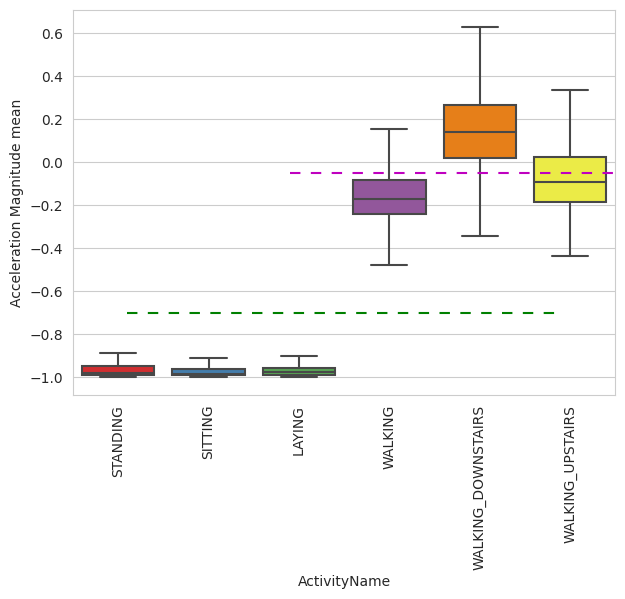 Acceleration Magnitude mean
0.6
0.4
0.2
0.0
−0.2
−0.4
−0.6
−0.8
−1.0
STANDING
SITTING
LAYING
WALKING
WALKING_DOWNSTAIRS
WALKING_UPSTAIRS
ActivityName